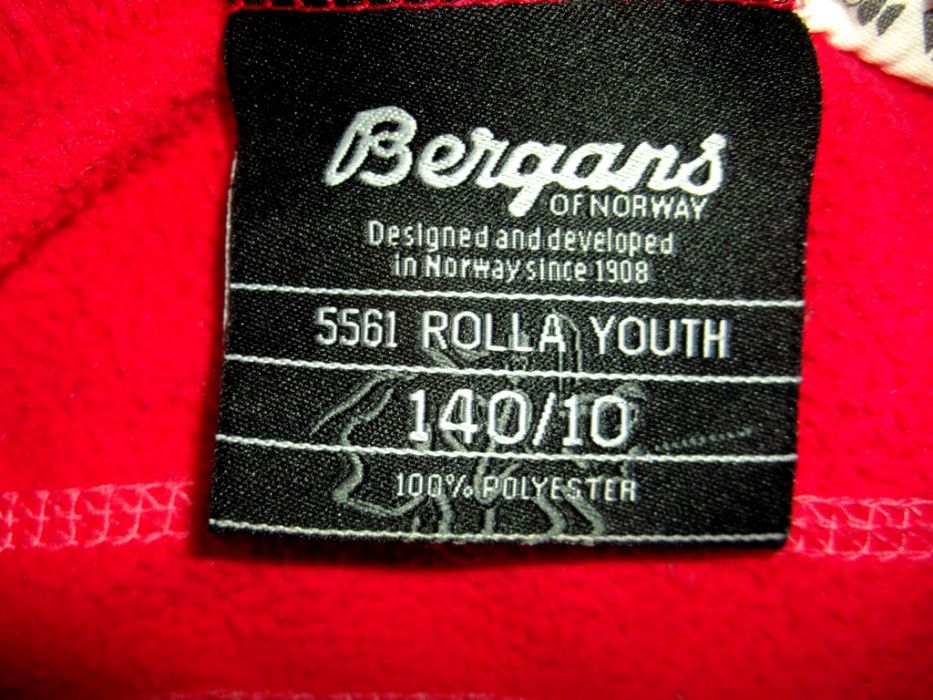 Bergans
OF NORWAY
Designed and developed
in Norway since 1908
5561 ROLLA YOUTH
140/10
100% POLYESTER